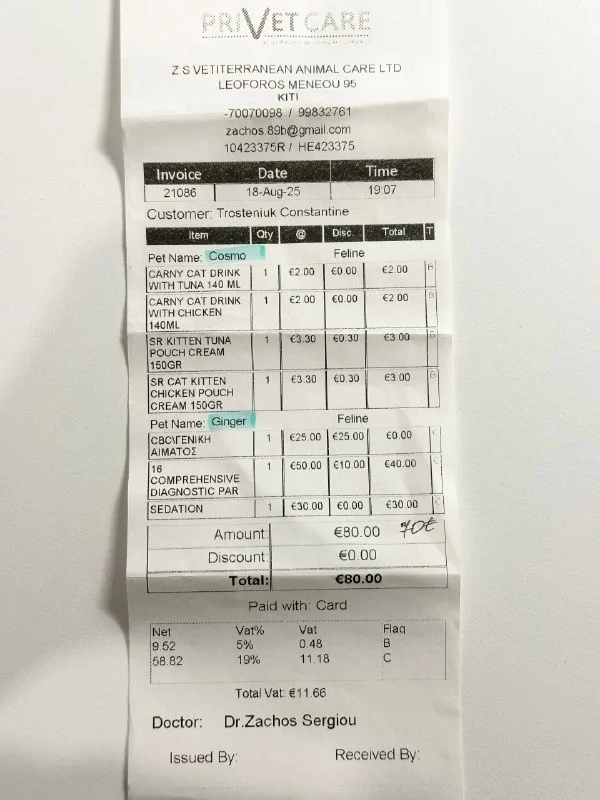 PRIVETCARE
Z.S VETITERRANEAN ANIMAL CARE LTD
LEOFOROS MENEOU 95
KITI
-70070098 / 99832761
zachos.89b@gmail.com
10423375R / HE423375
Invoice Date Time
21086 18-Aug-25 19:07
Customer: Trosteniuk Constantine
Item Qty @ Disc. Total T
Pet Name: Cosmo Feline
CARNY CAT DRINK 1 €2.00 €0.00 €2.00 B
WITH TUNA 140 ML
CARNY CAT DRINK 1 €2.00 €0.00 €2.00 B
WITH CHICKEN
140ML
SR KITTEN TUNA 1 €3.30 €0.30 €3.00 B
POUCH CREAM
150GR
SR CAT KITTEN 1 €3.30 €0.30 €3.00 B
CHICKEN POUCH
CREAM 150GR
Pet Name: Ginger Feline
CBC\ΓΕΝΙΚΗ 1 €25.00 €25.00 €0.00 C
ΑΙΜΑΤΟΣ
16 1 €50.00 €10.00 €40.00 C
COMPREHENSIVE
DIAGNOSTIC PAR
SEDATION 1 €30.00 €0.00 €30.00 C
Amount: €80.00 70€
Discount: €0.00
Total: €80.00
Paid with: Card
Net Vat% Vat Flag
9.52 5% 0.48 B
58.82 19% 11.18 C
Total Vat: €11.66
Doctor: Dr.Zachos Sergiou
Issued By: Received By: